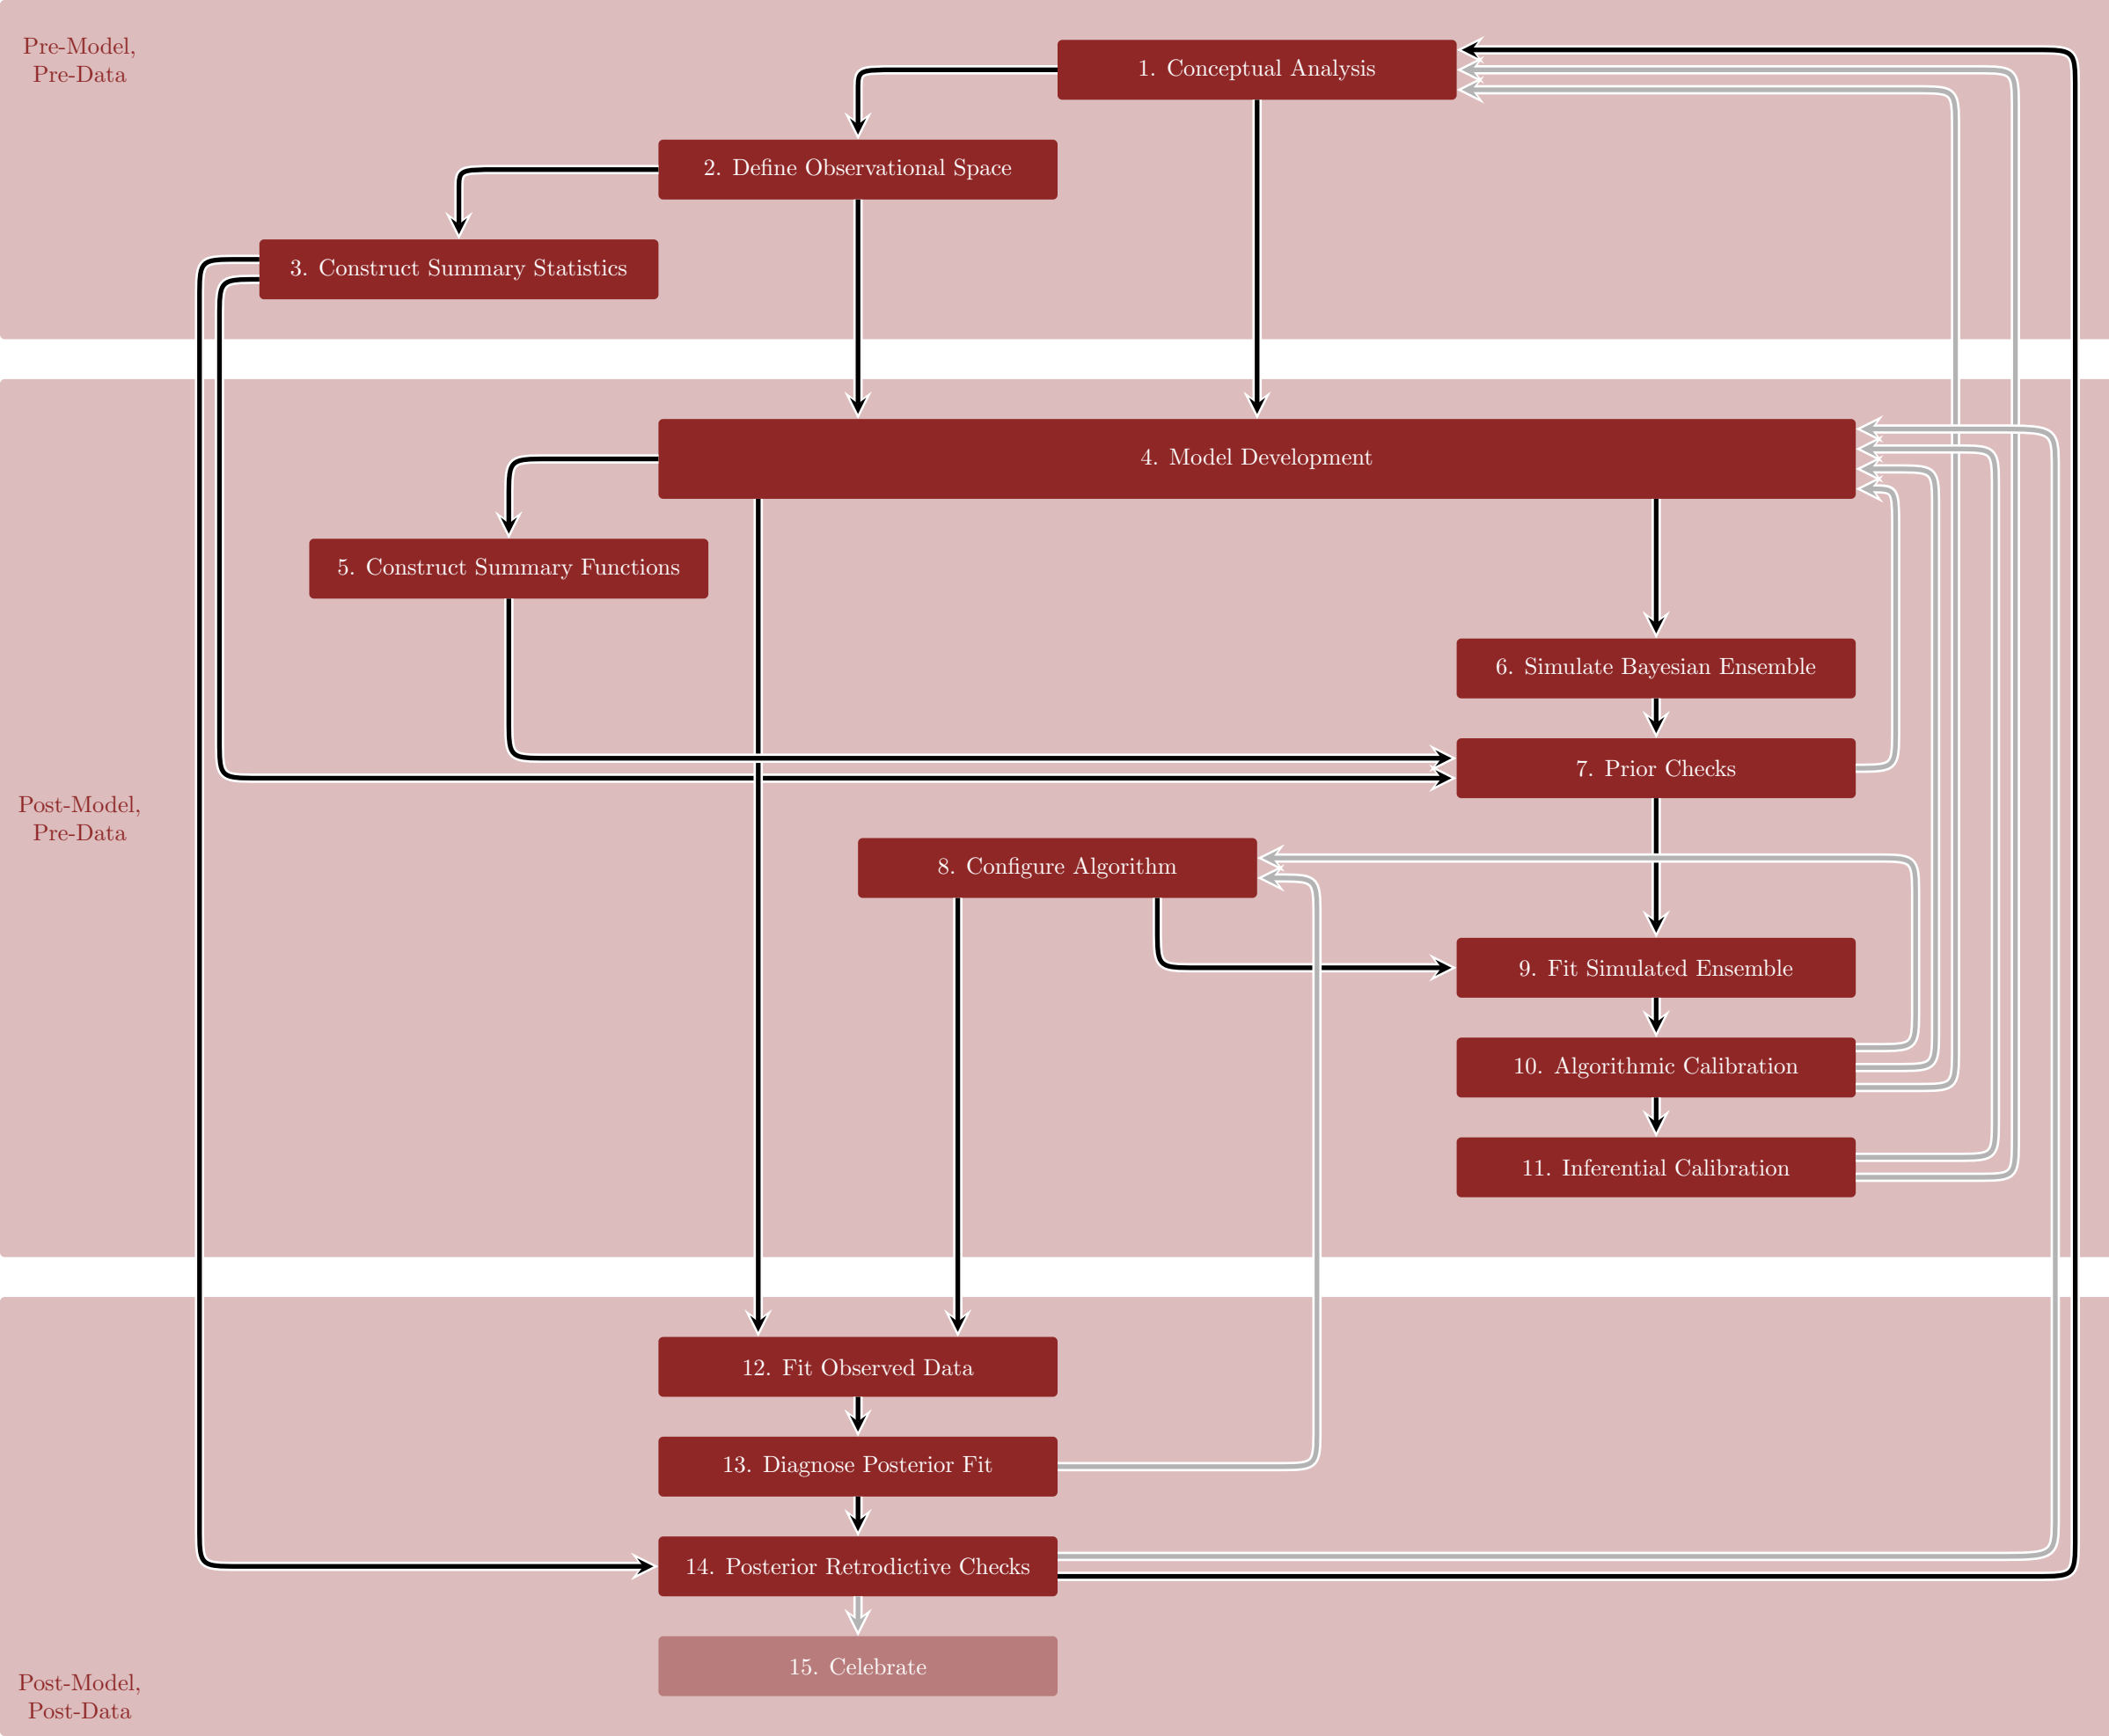 Pre-Model,
Pre-Data
1. Conceptual Analysis
2. Define Observational Space
3. Construct Summary Statistics
4. Model Development
5. Construct Summary Functions
6. Simulate Bayesian Ensemble
7. Prior Checks
Post-Model,
Pre-Data
8. Configure Algorithm
9. Fit Simulated Ensemble
10. Algorithmic Calibration
11. Inferential Calibration
12. Fit Observed Data
13. Diagnose Posterior Fit
14. Posterior Retrodictive Checks
15. Celebrate
Post-Model,
Post-Data